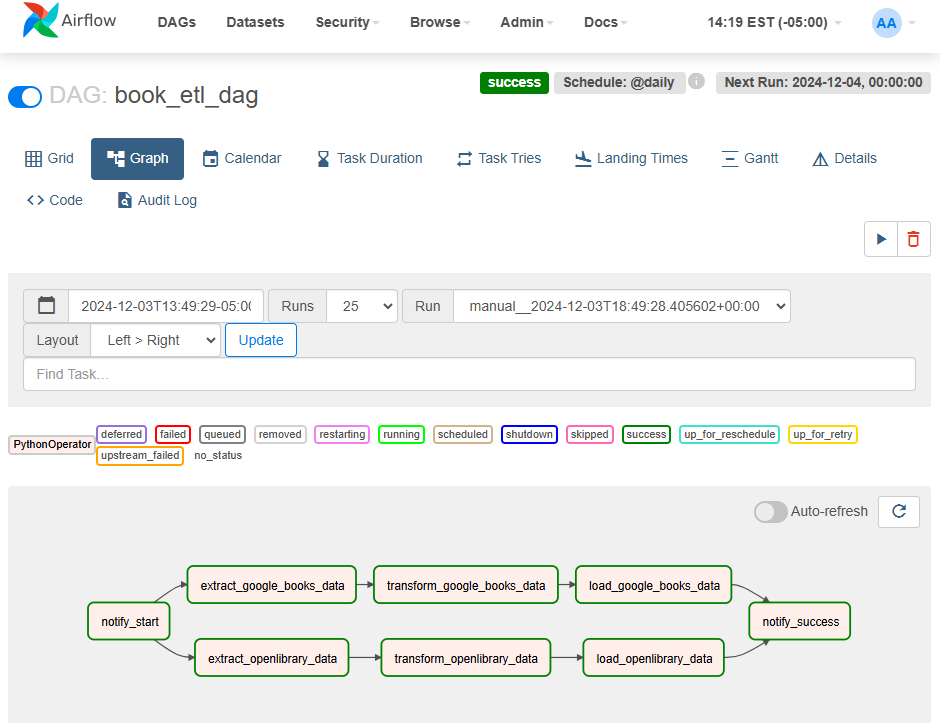 Airflow DAGs Datasets Security Browse Admin Docs 14:19 EST (-05:00) AA
DAG: book_etl_dag success Schedule: @daily i Next Run: 2024-12-04, 00:00:00
Grid Graph Calendar Task Duration Task Tries Landing Times Gantt Details
Code Audit Log
2024-12-03T13:49:29-05:00 Runs 25 Run manual__2024-12-03T18:49:28.405602+00:00
Layout Left > Right Update
Find Task…
PythonOperator deferred failed queued removed restarting running scheduled shutdown skipped success up_for_reschedule up_for_retry
upstream_failed no_status
Auto-refresh
extract_google_books_data transform_google_books_data load_google_books_data
notify_start notify_success
extract_openlibrary_data transform_openlibrary_data load_openlibrary_data